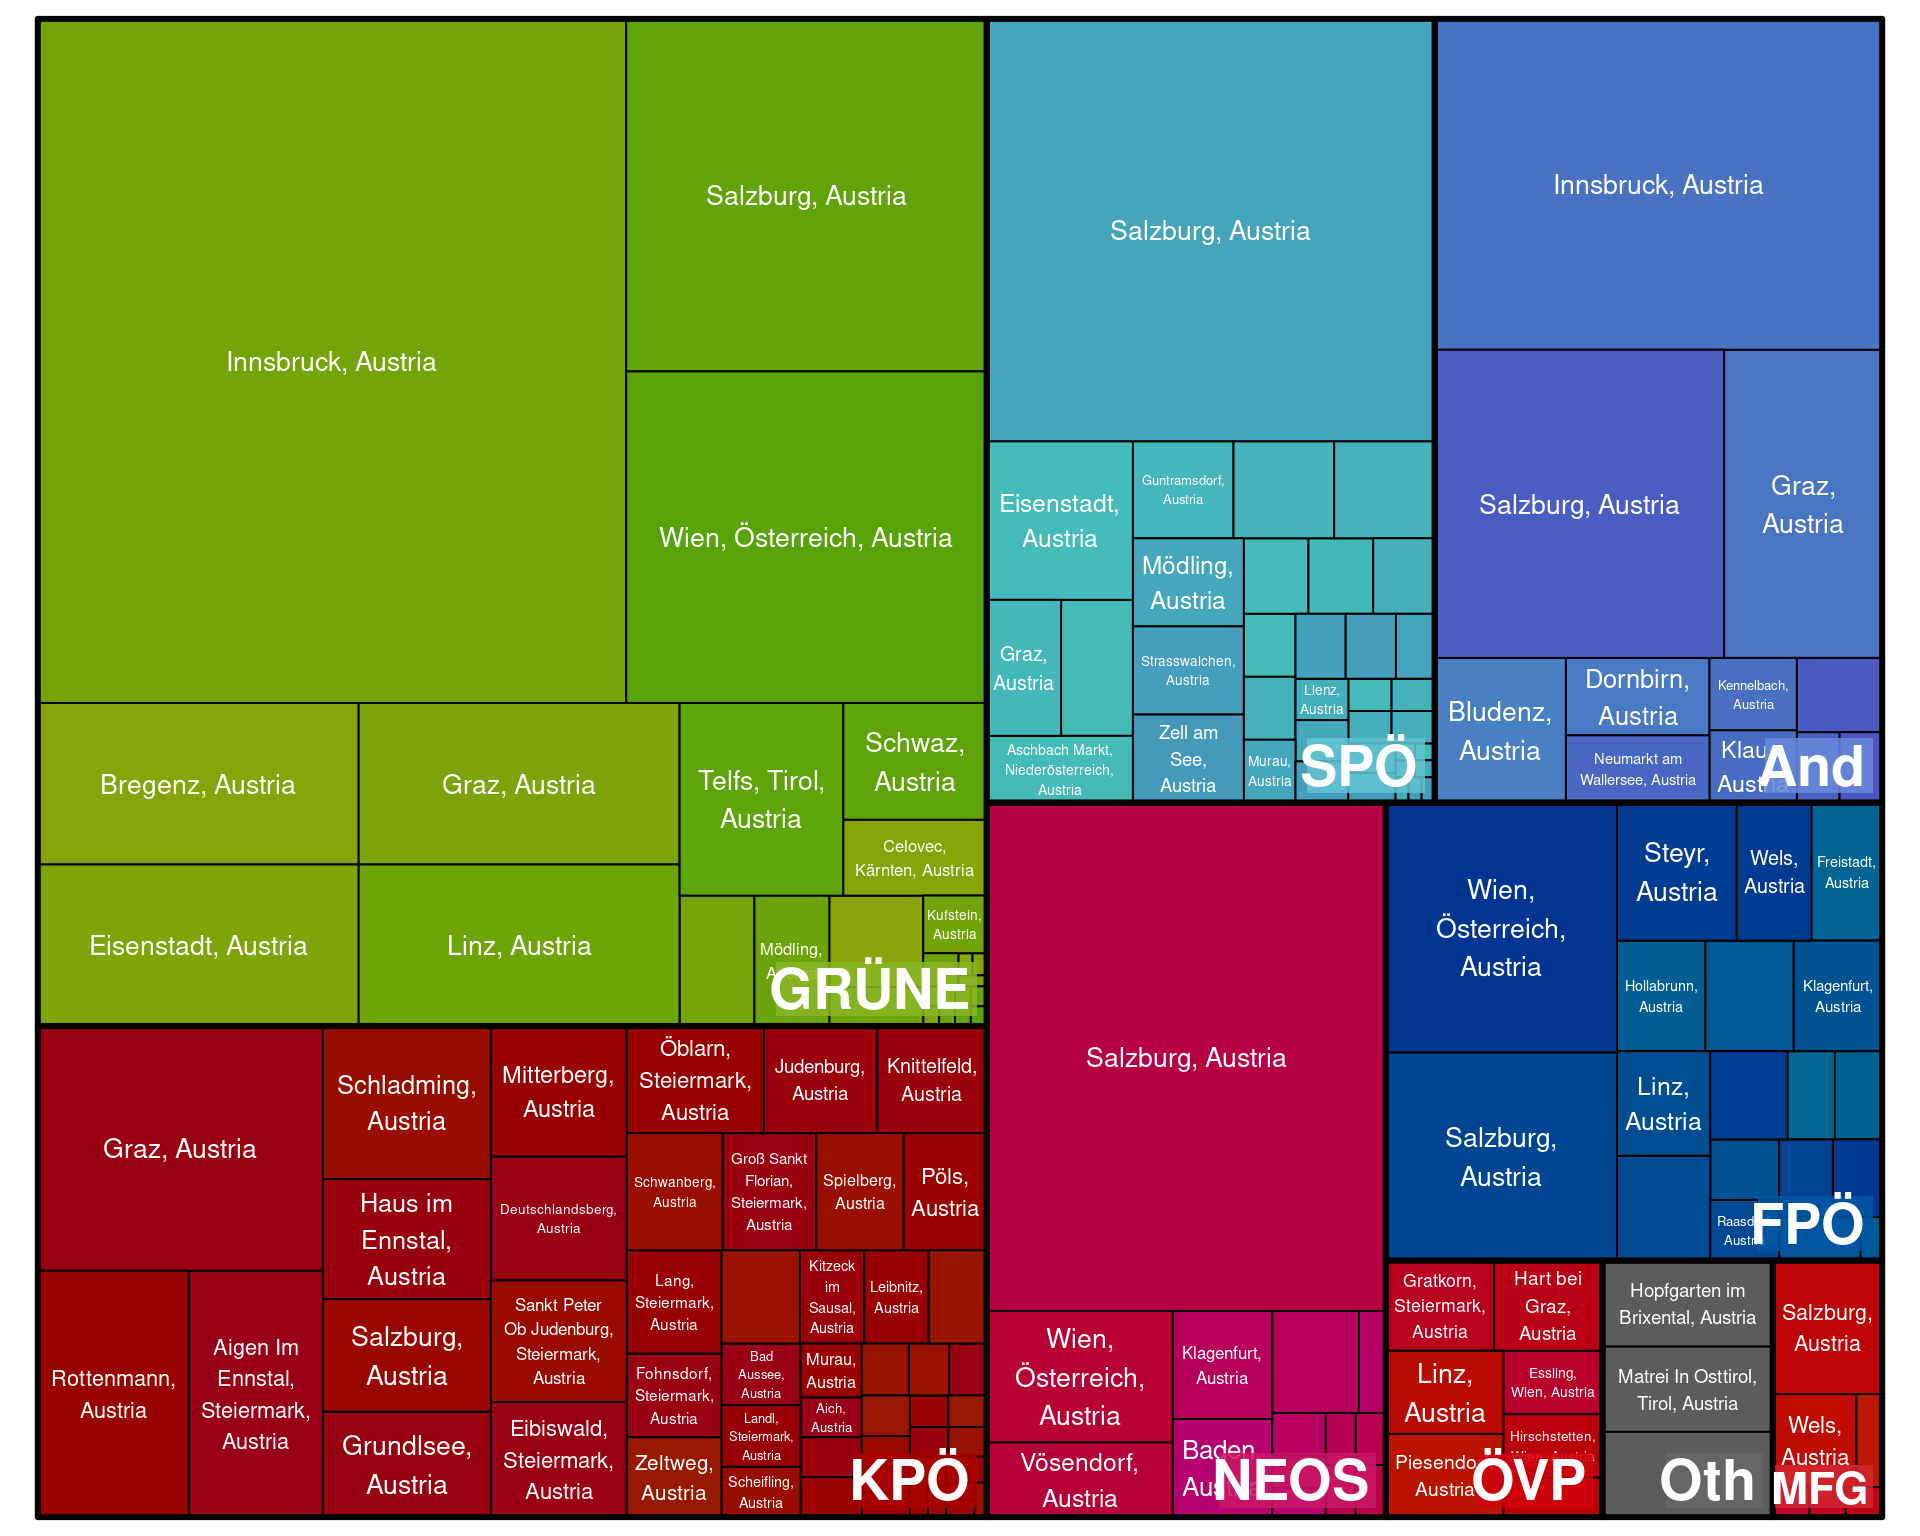 Innsbruck, Austria
Salzburg, Austria
Wien, Österreich, Austria
Bregenz, Austria
Graz, Austria
Eisenstadt, Austria
Linz, Austria
Telfs, Tirol,
Austria
Schwaz,
Austria
Celovec,
Kärnten, Austria
Mödling,
Kufstein,
Austria
GRÜNE
Salzburg, Austria
Eisenstadt,
Austria
Guntramsdorf,
Austria
Mödling,
Austria
Graz,
Austria
Strasswalchen,
Austria
Aschbach Markt,
Niederösterreich,
Austria
Zell am
See,
Austria
Murau,
Austria
Lienz,
Austria
SPÖ
Innsbruck, Austria
Salzburg, Austria
Graz,
Austria
Bludenz,
Austria
Dornbirn,
Austria
Neumarkt am
Wallersee, Austria
Kennelbach,
Austria
Klau
Aust
And
Graz, Austria
Rottenmann,
Austria
Aigen Im
Ennstal,
Steiermark,
Austria
Schladming,
Austria
Haus im
Ennstal,
Austria
Salzburg,
Austria
Grundlsee,
Austria
Mitterberg,
Austria
Deutschlandsberg,
Austria
Sankt Peter
Ob Judenburg,
Steiermark,
Austria
Eibiswald,
Steiermark,
Austria
Öblarn,
Steiermark,
Austria
Judenburg,
Austria
Knittelfeld,
Austria
Schwanberg,
Austria
Groß Sankt
Florian,
Steiermark,
Austria
Spielberg,
Austria
Pöls,
Austria
Lang,
Steiermark,
Austria
Fohnsdorf,
Steiermark,
Austria
Zeltweg,
Austria
Bad
Aussee,
Austria
Landl,
Steiermark,
Austria
Scheifling,
Austria
Kitzeck
im
Sausal,
Austria
Leibnitz,
Austria
Murau,
Austria
Aich,
Austria
KPÖ
Salzburg, Austria
Wien,
Österreich,
Austria
Vösendorf,
Austria
Klagenfurt,
Austria
Baden,
Aus
NEOS
Wien,
Österreich,
Austria
Salzburg,
Austria
Steyr,
Austria
Wels,
Austria
Freistadt,
Austria
Hollabrunn,
Austria
Klagenfurt,
Austria
Linz,
Austria
Raasd
Austr
FPÖ
Gratkorn,
Steiermark,
Austria
Hart bei
Graz,
Austria
Linz,
Austria
Essling,
Wien, Austria
Hirschstetten,
Wien, Austria
Piesendo
Austria
ÖVP
Hopfgarten im
Brixental, Austria
Matrei In Osttirol,
Tirol, Austria
Oth
Salzburg,
Austria
Wels,
Austria
MFG